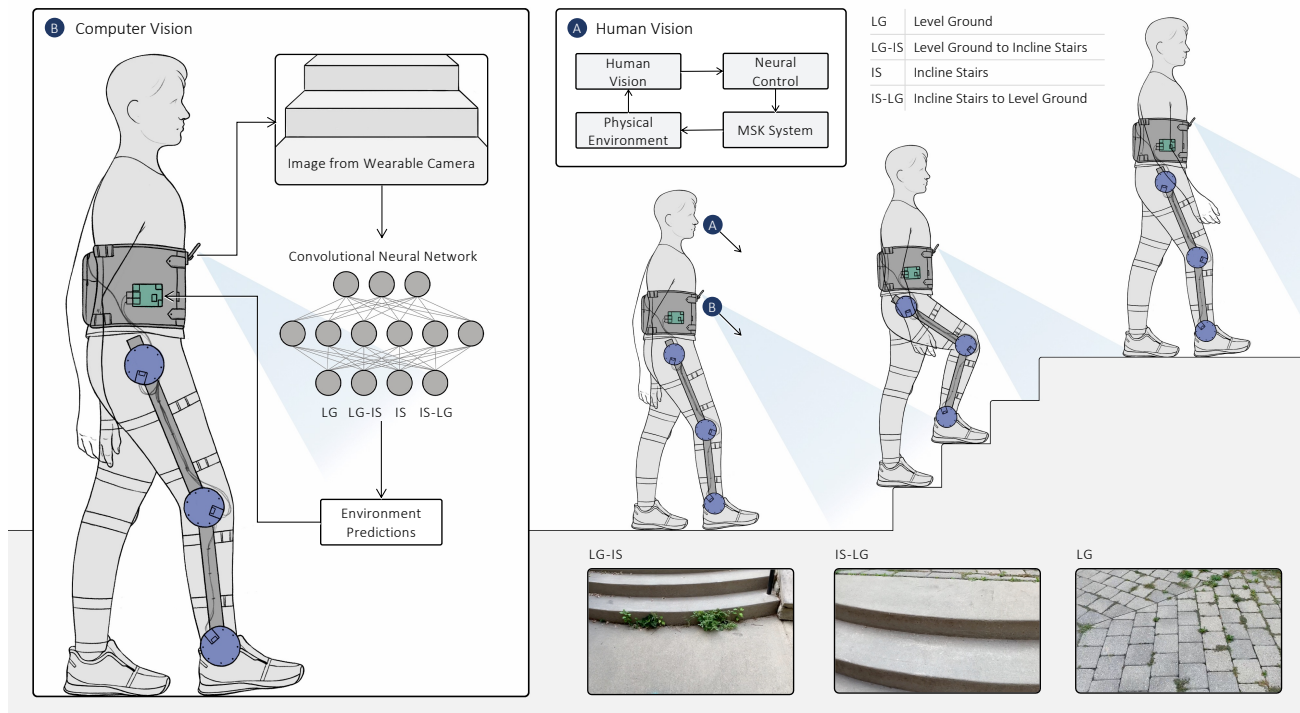 B Computer Vision
Image from Wearable Camera
Convolutional Neural Network
LG LG-IS IS IS-LG
Environment
Predictions
A Human Vision
Human
Vision
Neural
Control
Physical
Environment
MSK System
LG Level Ground
LG-IS Level Ground to Incline Stairs
IS Incline Stairs
IS-LG Incline Stairs to Level Ground
A
B
LG-IS
IS-LG
LG